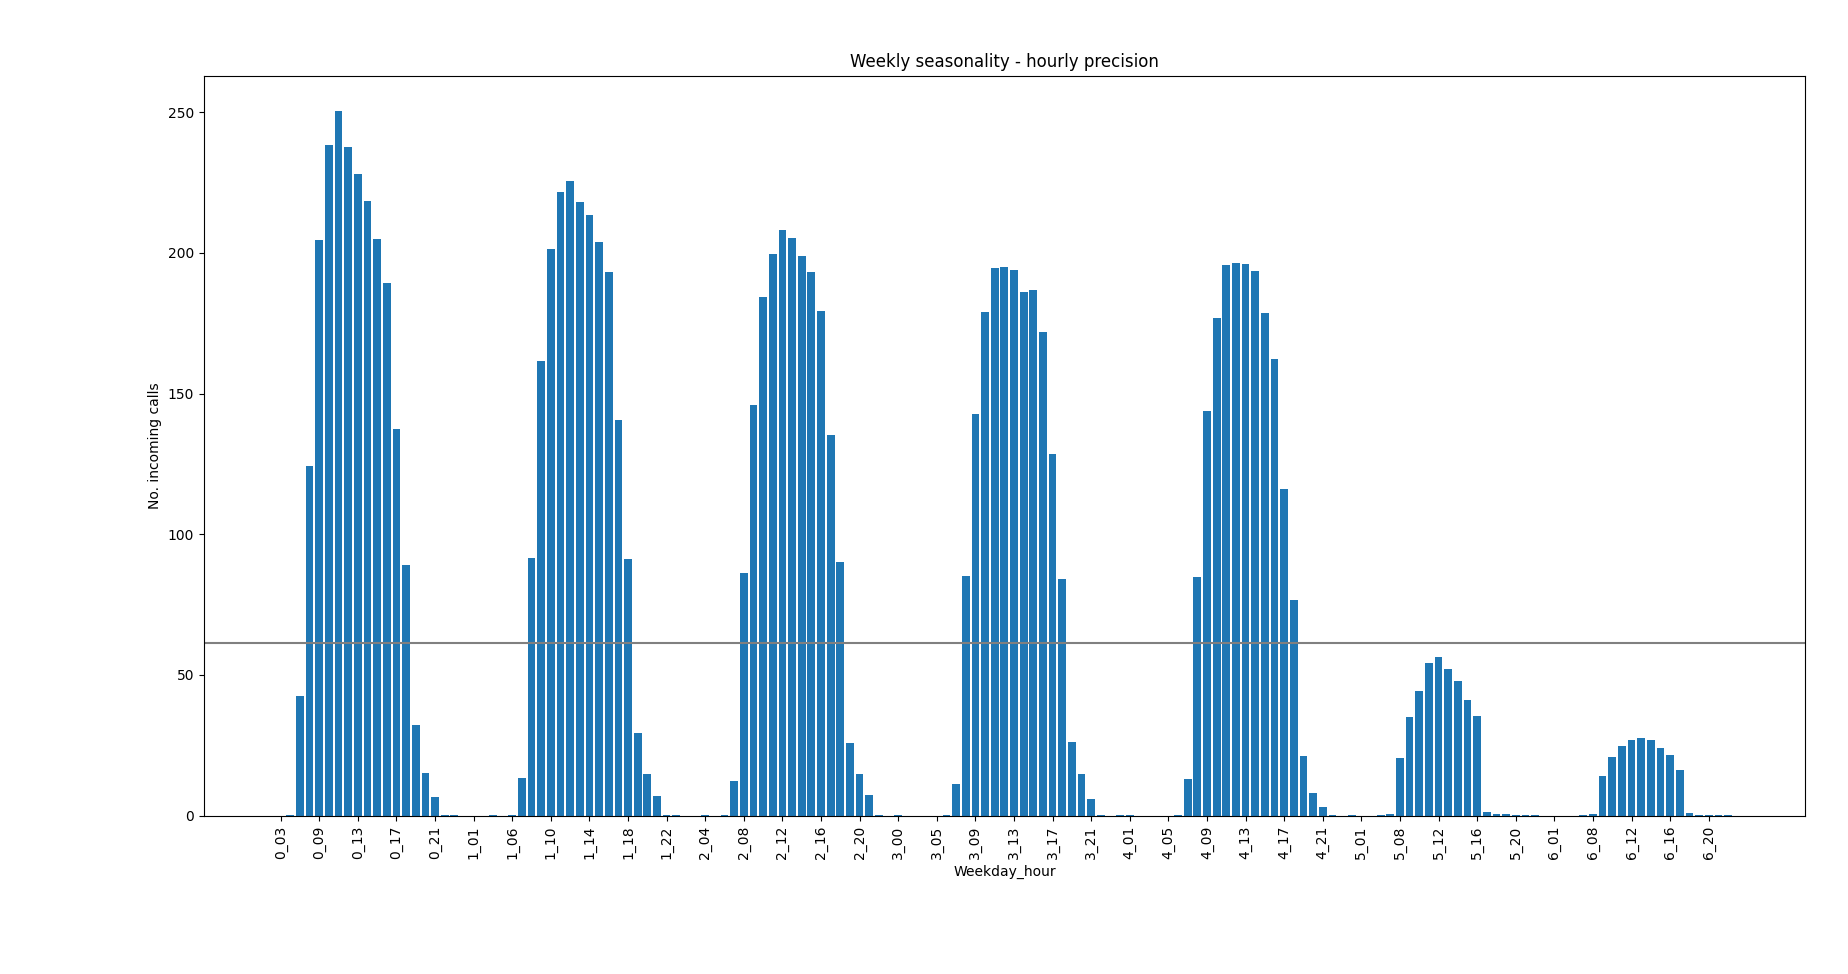 Weekly seasonality - hourly precision
No. incoming calls
250
200
150
100
50
0
0_03 0_09 0_13 0_17 0_21 1_01 1_06 1_10 1_14 1_18 1_22 2_04 2_08 2_12 2_16 2_20 3_00 3_05 3_09 3_13 3_17 3_21 4_01 4_05 4_09 4_13 4_17 4_21 5_01 5_08 5_12 5_16 5_20 6_01 6_08 6_12 6_16 6_20
Weekday_hour